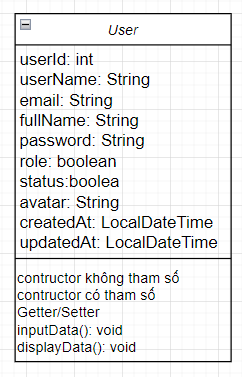 User
userId: int
userName: String
email: String
fullName: String
password: String
role: boolean
status:boolea
avatar: String
createdAt: LocalDateTime
updatedAt: LocalDateTime
contructor không tham số
contructor có tham số
Getter/Setter
inputData(): void
displayData(): void